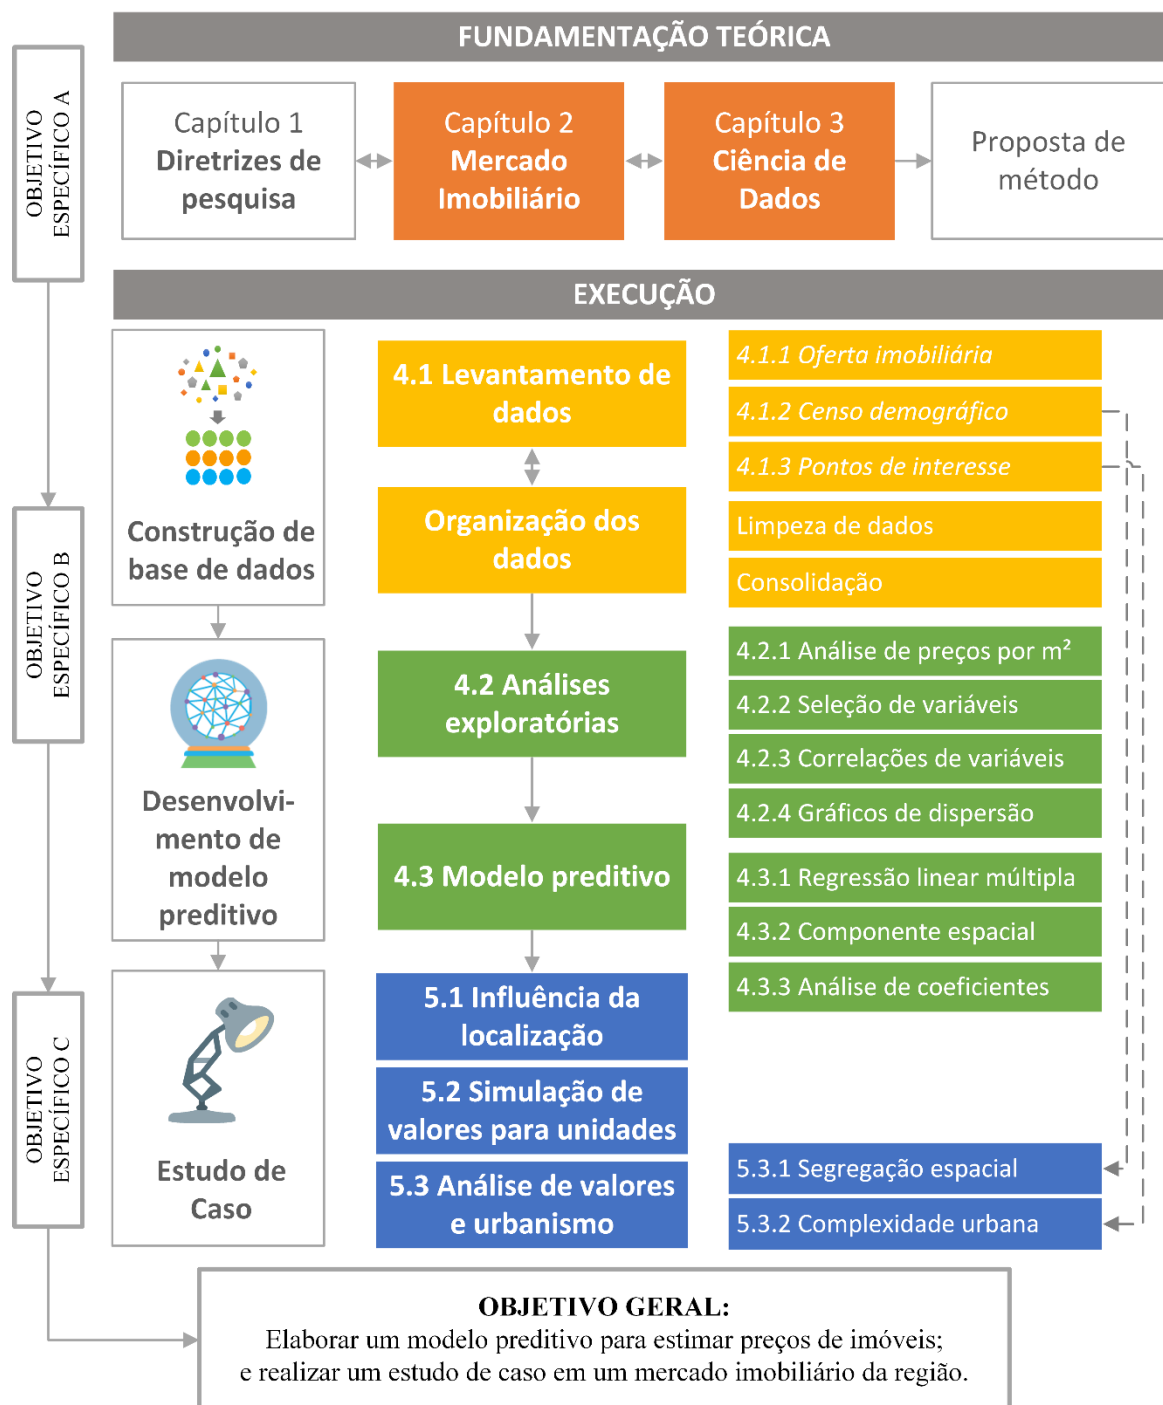 OBJETIVO
ESPECÍFICO A
FUNDAMENTAÇÃO TEÓRICA
Capítulo 1
Diretrizes de
pesquisa
Capítulo 2
Mercado
Imobiliário
Capítulo 3
Ciência de
Dados
Proposta de
método
EXECUÇÃO
OBJETIVO
ESPECÍFICO B
Construção de
base de dados
4.1 Levantamento de
dados
Organização dos
dados
4.1.1 Oferta imobiliária
4.1.2 Censo demográfico
4.1.3 Pontos de interesse
Limpeza de dados
Consolidação
Desenvolvi-
mento de
modelo
preditivo
4.2 Análises
exploratórias
4.2.1 Análise de preços por m²
4.2.2 Seleção de variáveis
4.2.3 Correlações de variáveis
4.2.4 Gráficos de dispersão
4.3 Modelo preditivo
4.3.1 Regressão linear múltipla
4.3.2 Componente espacial
4.3.3 Análise de coeficientes
OBJETIVO
ESPECÍFICO C
Estudo de
Caso
5.1 Influência da
localização
5.2 Simulação de
valores para unidades
5.3 Análise de valores
e urbanismo
5.3.1 Segregação espacial
5.3.2 Complexidade urbana
OBJETIVO GERAL:
Elaborar um modelo preditivo para estimar preços de imóveis;
e realizar um estudo de caso em um mercado imobiliário da região.